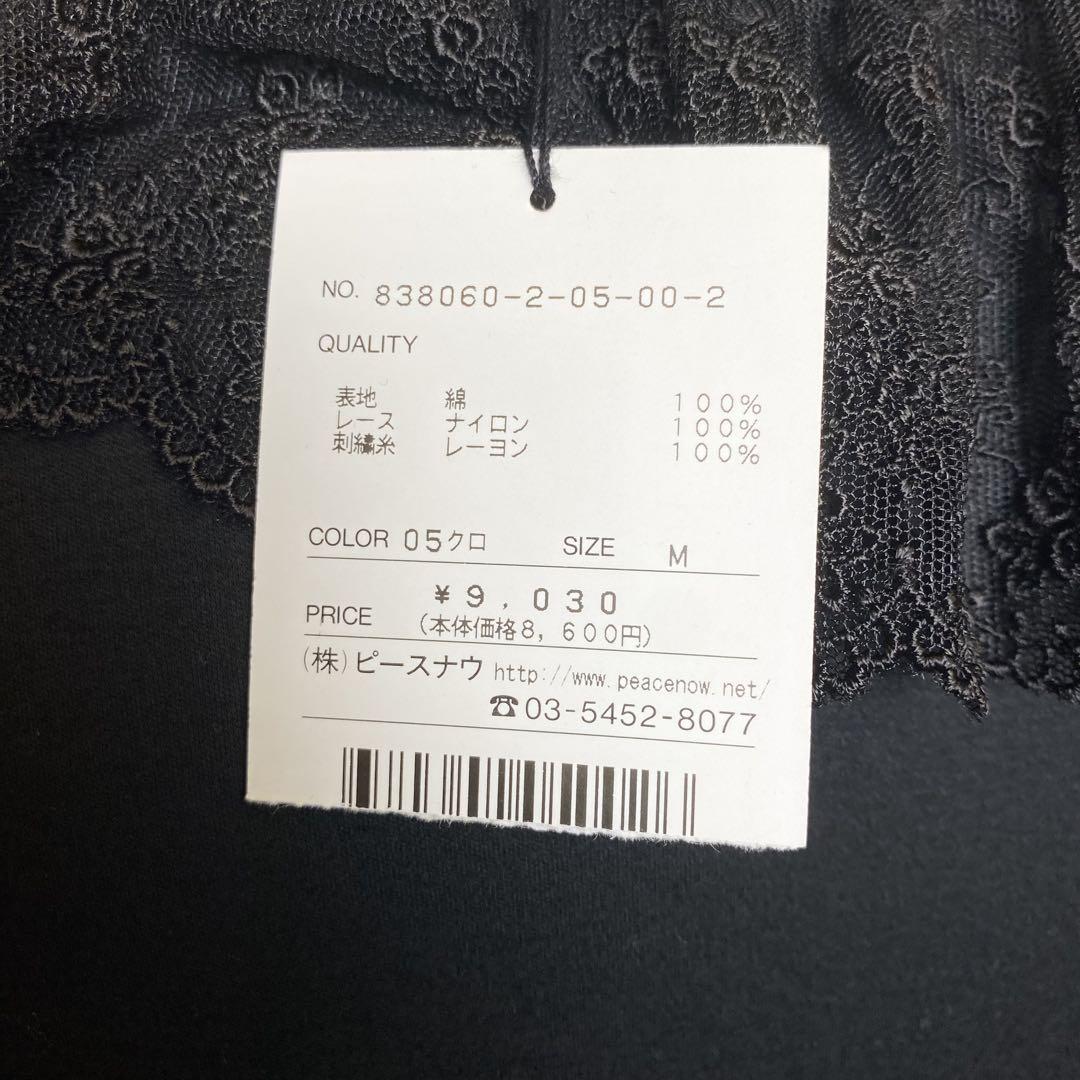 NO. 838060-2-05-00-2
QUALITY
表地 綿 100%
レース ナイロン 100%
刺繍糸 レーヨン 100%
COLOR 05クロ SIZE M
¥9,030
PRICE (本体価格8,600円)
(株)ピースナウ http://www.peacenow.net/
☎03-5452-8077